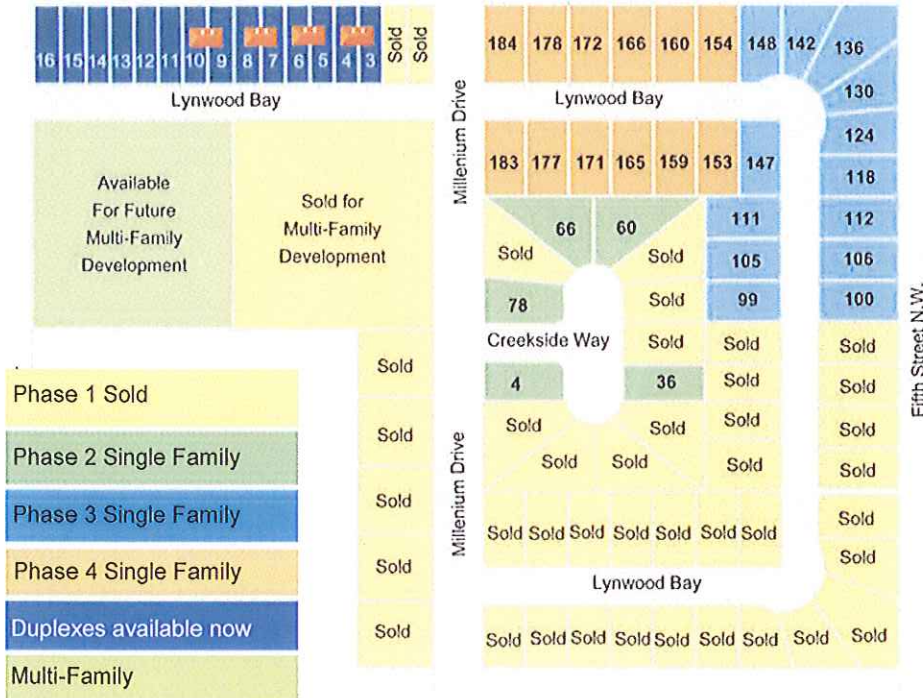 16 15 14 13 12 11 10 9 8 7 6 5 4 3 Sold Sold
Lynwood Bay
Available
For Future
Multi-Family
Development
Sold for
Multi-Family
Development
Sold
Sold
Sold
Sold
Sold
Phase 1 Sold
Phase 2 Single Family
Phase 3 Single Family
Phase 4 Single Family
Duplexes available now
Multi-Family
Millenium Drive
Millenium Drive
184 178 172 166 160 154 148 142 136
130
Lynwood Bay
124
183 177 171 165 159 153 147
118
66 60 111 112
Sold Sold 105 106
78 Sold 99 100
Creekside Way Sold Sold Sold
4 36 Sold Sold
Sold Sold Sold Sold
Sold Sold Sold Sold
Sold Sold Sold Sold Sold Sold Sold Sold
Sold
Lynwood Bay
Sold Sold Sold Sold Sold Sold Sold Sold Sold
Fifth Street N.W.